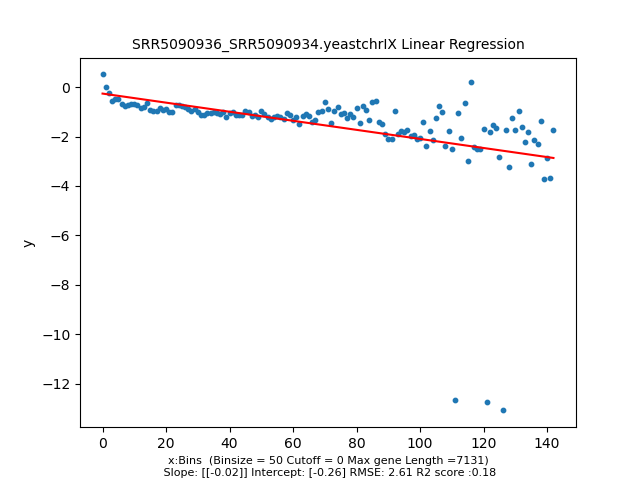 SRR5090936_SRR5090934.yeastchrIX Linear Regression
0
−2
−4
−6
−8
−10
−12
y
0 20 40 60 80 100 120 140
x:Bins (Binsize = 50 Cutoff = 0 Max gene Length =7131)
Slope: [[-0.02]] Intercept: [-0.26] RMSE: 2.61 R2 score :0.18